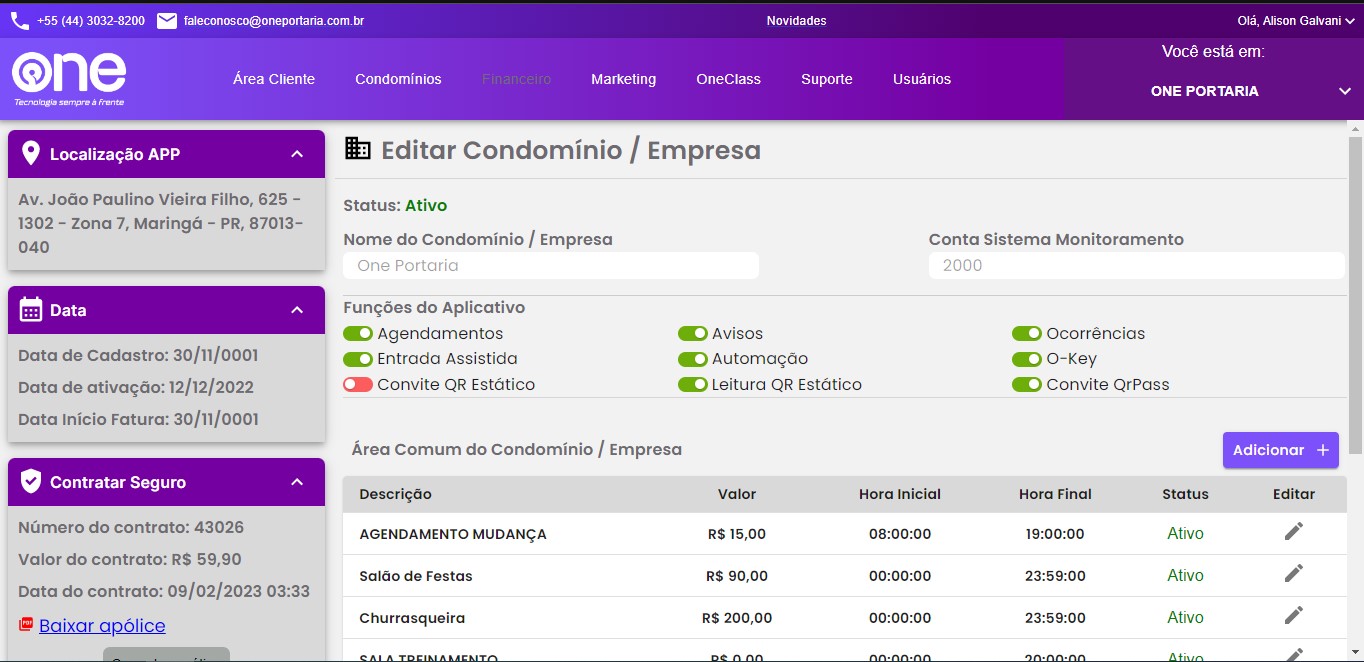 +55 (44) 3032-8200 faleconosco@oneportaria.com.br Novidades Olá, Alison Galvani
one
Tecnologia sempre à frente
Área Cliente Condomínios Financeiro Marketing OneClass Suporte Usuários
Você está em:
ONE PORTARIA
Localização APP
Av. João Paulino Vieira Filho, 625 -
1302 - Zona 7, Maringá - PR, 87013-
040
Data
Data de Cadastro: 30/11/0001
Data de ativação: 12/12/2022
Data Início Fatura: 30/11/0001
Contratar Seguro
Número do contrato: 43026
Valor do contrato: R$ 59,90
Data do contrato: 09/02/2023 03:33
PDF Baixar apólice
Editar Condomínio / Empresa
Status: Ativo
Nome do Condomínio / Empresa Conta Sistema Monitoramento
One Portaria 2000
Funções do Aplicativo
Agendamentos Avisos Ocorrências
Entrada Assistida Automação O-Key
Convite QR Estático Leitura QR Estático Convite QrPass
Área Comum do Condomínio / Empresa Adicionar +
Descrição Valor Hora Inicial Hora Final Status Editar
AGENDAMENTO MUDANÇA R$ 15,00 08:00:00 19:00:00 Ativo
Salão de Festas R$ 90,00 00:00:00 23:59:00 Ativo
Churrasqueira R$ 200,00 00:00:00 23:59:00 Ativo
SALA TREINAMENTO R$ 0,00 00:00:00 20:00:00 Ativo